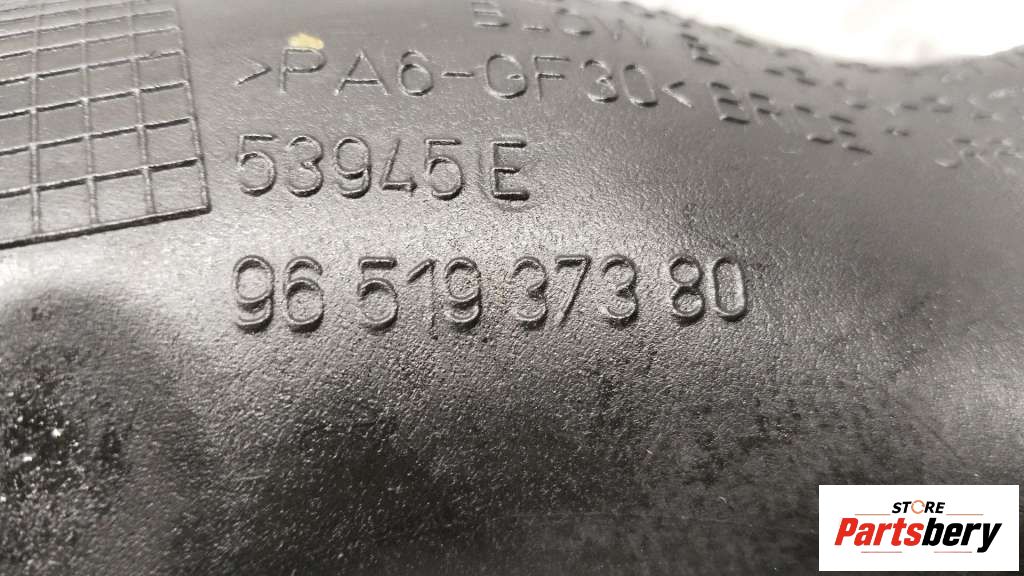 >PA6-GF30<
53945E
96 519 373 80
STORE
Partsbery